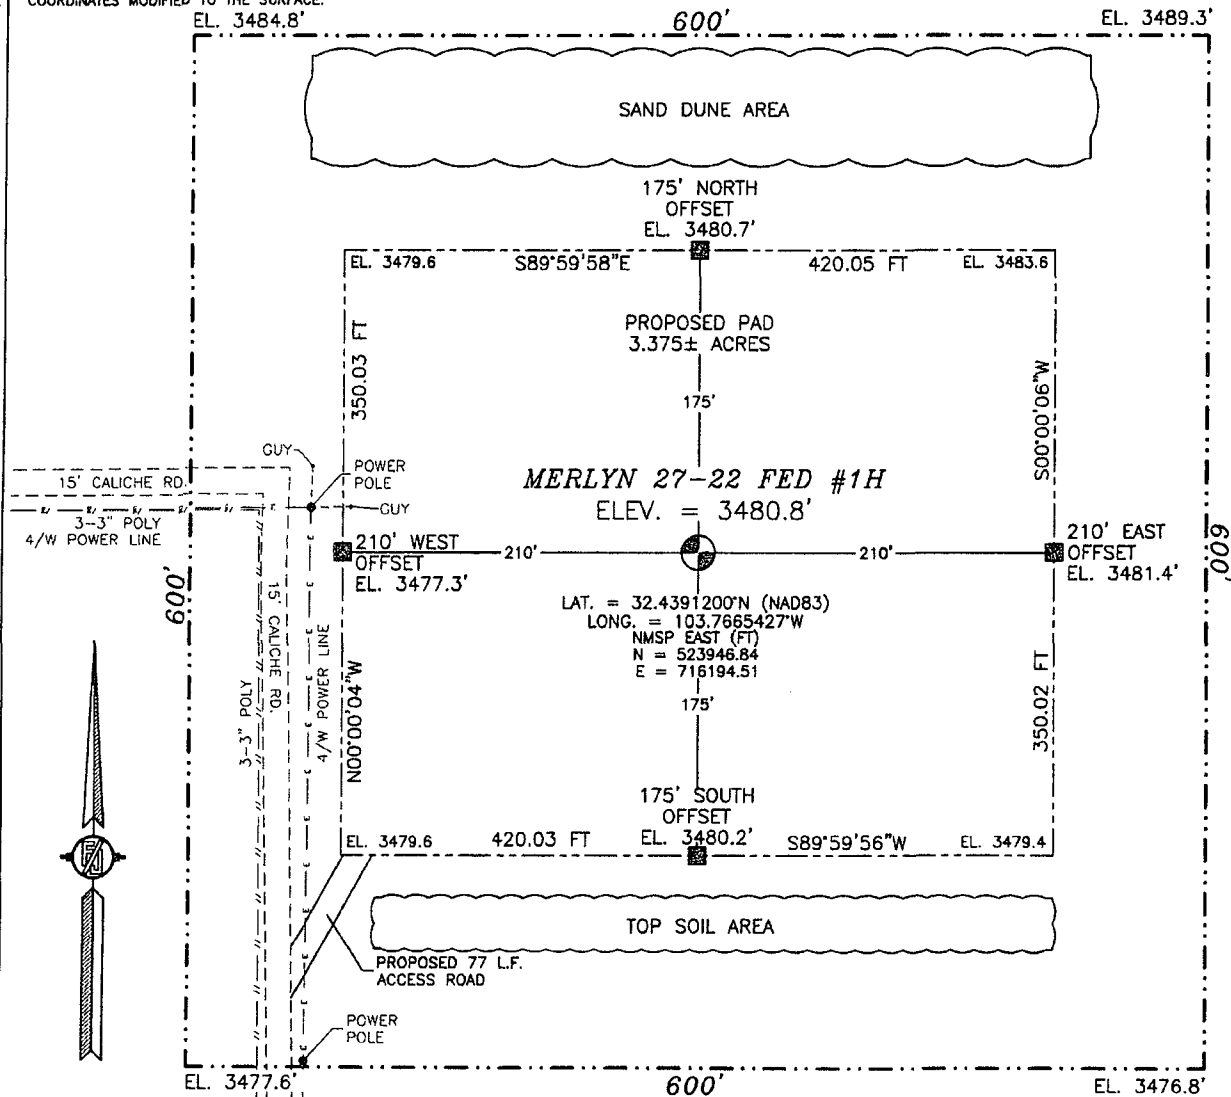 COORDINATES MODIFIED TO THE SURFACE.
EL. 3484.8'
600'
EL. 3489.3'
SAND DUNE AREA
175' NORTH
OFFSET
EL. 3480.7'
EL. 3479.6
S89°59'58"E
420.05 FT
EL. 3483.6
PROPOSED PAD
3.375± ACRES
350.03 FT
S00°00'06"W
175'
GUY
POWER
POLE
15' CALICHE RD.
GUY
3-3" POLY
4/W POWER LINE
MERLYN 27-22 FED #1H
ELEV. = 3480.8'
210' WEST
OFFSET
EL. 3477.3'
210'
210'
210' EAST
OFFSET
EL. 3481.4'
600'
600'
LAT. = 32.4391200°N (NAD83)
LONG. = 103.7665427°W
NMSP EAST (FT)
N = 523946.84
E = 716194.51
15' CALICHE RD.
3-3" POLY
4/W POWER LINE
N00°00'04"W
175'
350.02 FT
175' SOUTH
OFFSET
EL. 3480.2'
EL. 3479.6
420.03 FT
S89°59'56"W
EL. 3479.4
TOP SOIL AREA
PROPOSED 77 L.F.
ACCESS ROAD
POWER
POLE
EL. 3477.6'
600'
EL. 3476.8'